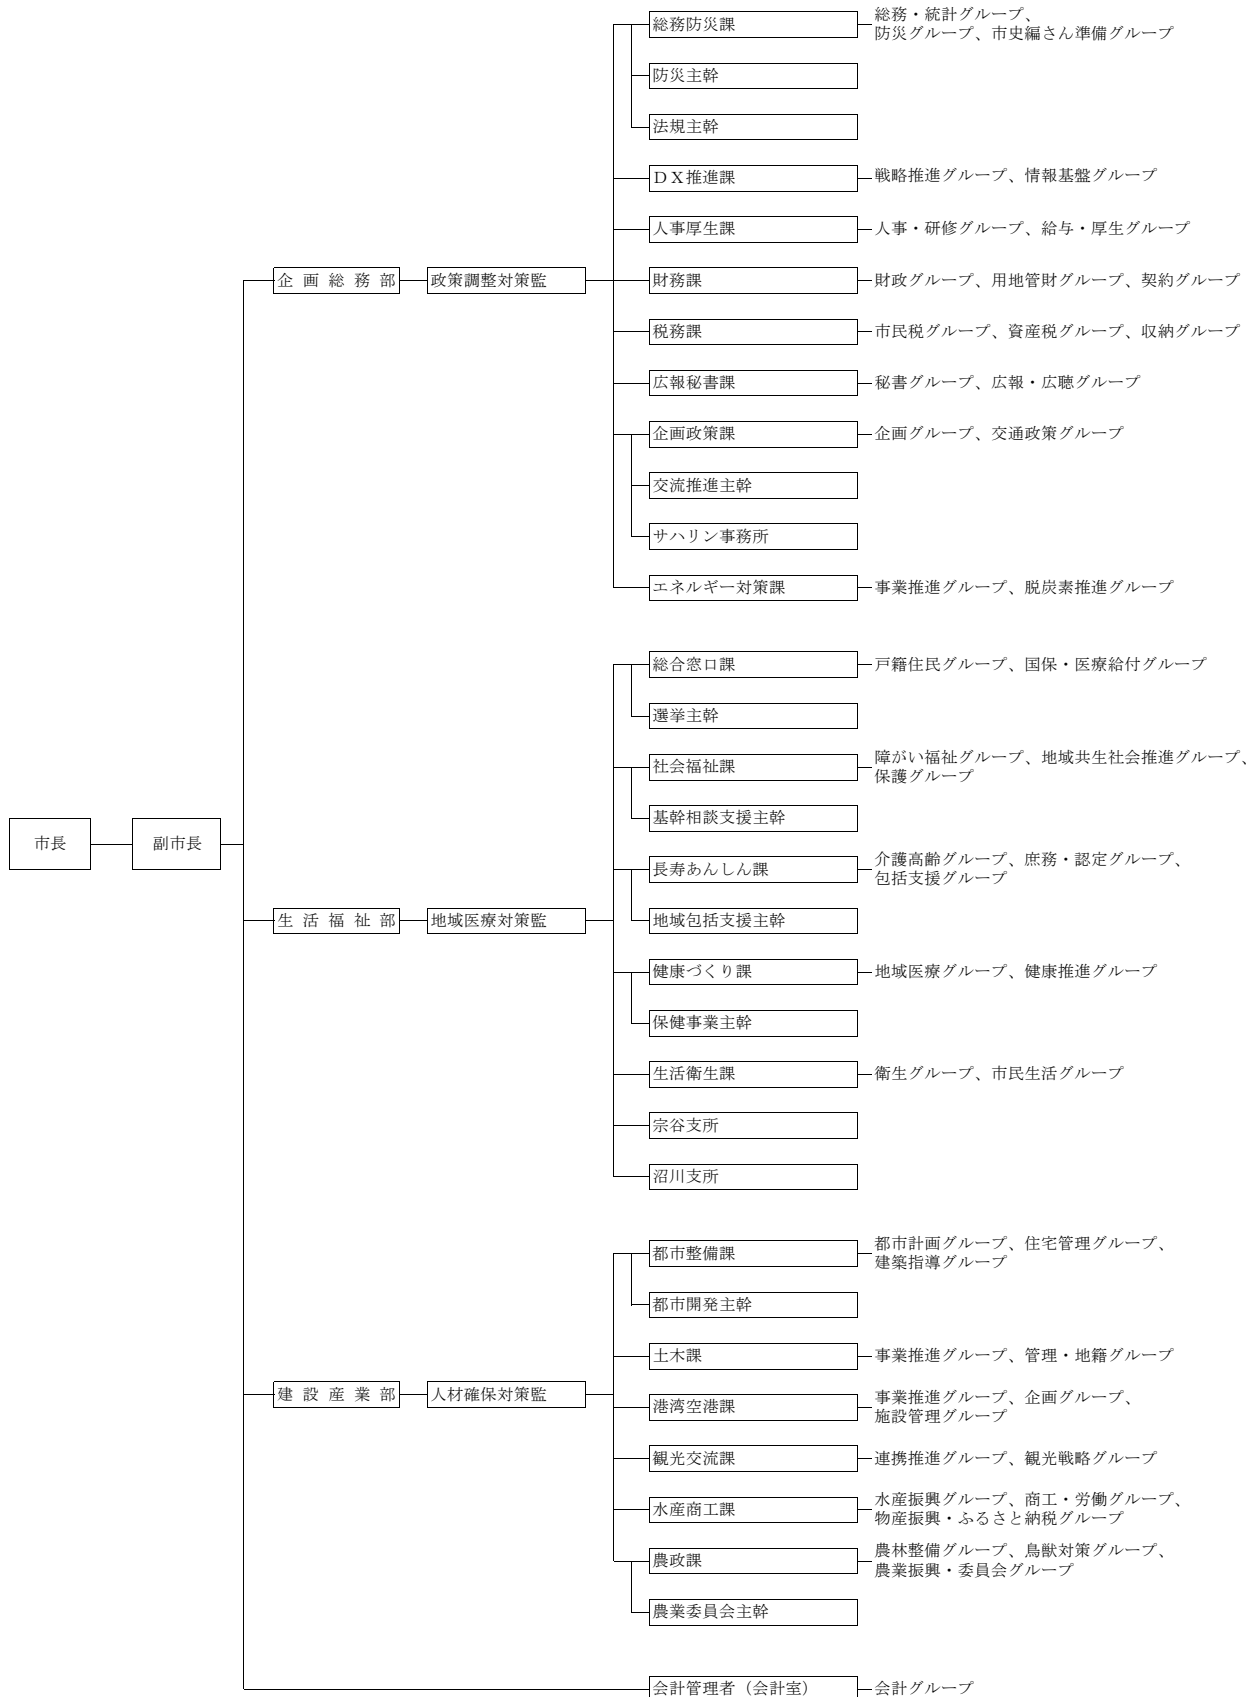 総務防災課
総務・統計グループ、
防災グループ、市史編さん準備グループ
防災主幹
法規主幹
ＤＸ推進課
戦略推進グループ、情報基盤グループ
人事厚生課
人事・研修グループ、給与・厚生グループ
企画総務部
政策調整対策監
財務課
財政グループ、用地管財グループ、契約グループ
税務課
市民税グループ、資産税グループ、収納グループ
広報秘書課
秘書グループ、広報・広聴グループ
企画政策課
企画グループ、交通政策グループ
交流推進主幹
サハリン事務所
エネルギー対策課
事業推進グループ、脱炭素推進グループ
総合窓口課
戸籍住民グループ、国保・医療給付グループ
選挙主幹
社会福祉課
障がい福祉グループ、地域共生社会推進グループ、
保護グループ
基幹相談支援主幹
市長
副市長
長寿あんしん課
介護高齢グループ、庶務・認定グループ、
包括支援グループ
生活福祉部
地域医療対策監
地域包括支援主幹
健康づくり課
地域医療グループ、健康推進グループ
保健事業主幹
生活衛生課
衛生グループ、市民生活グループ
宗谷支所
沼川支所
都市整備課
都市計画グループ、住宅管理グループ、
建築指導グループ
都市開発主幹
土木課
事業推進グループ、管理・地籍グループ
建設産業部
人材確保対策監
港湾空港課
事業推進グループ、企画グループ、
施設管理グループ
観光交流課
連携推進グループ、観光戦略グループ
水産商工課
水産振興グループ、商工・労働グループ、
物産振興・ふるさと納税グループ
農政課
農林整備グループ、鳥獣対策グループ、
農業振興・委員会グループ
農業委員会主幹
会計管理者（会計室）
会計グループ